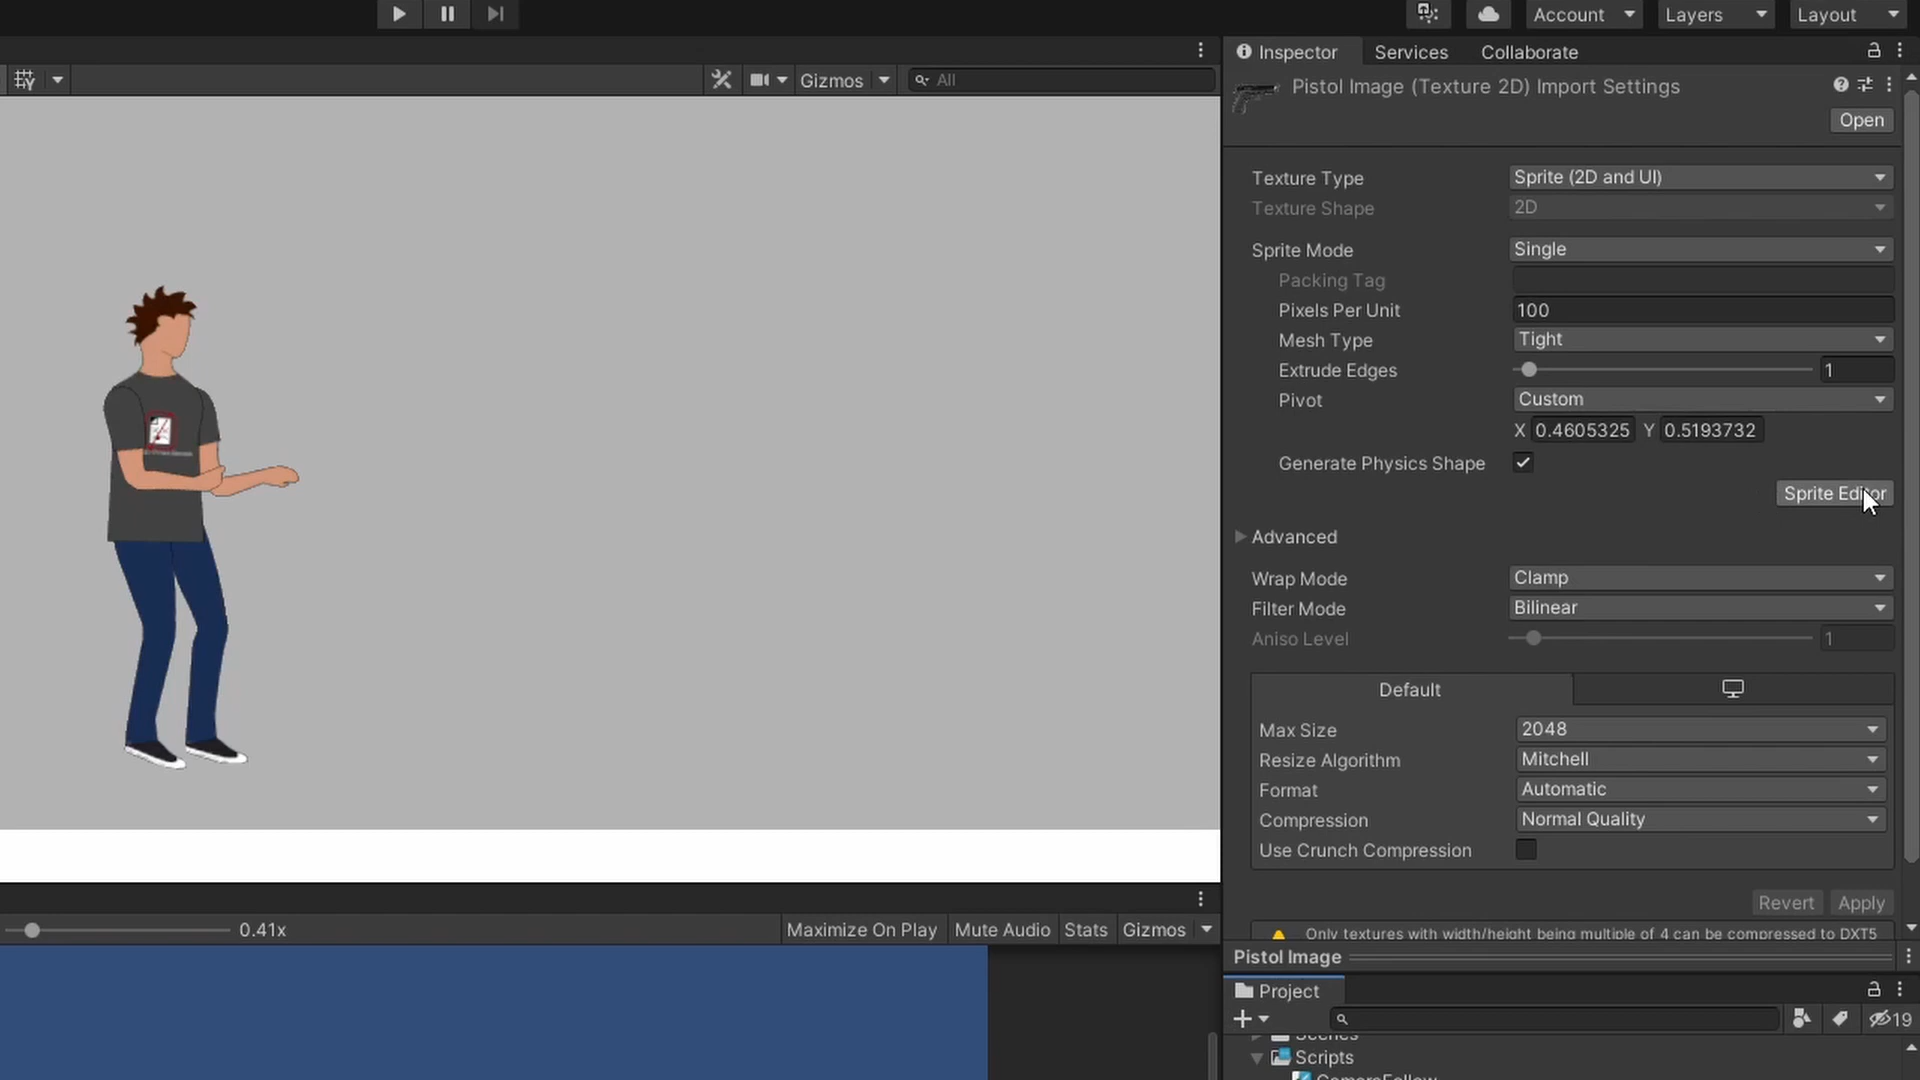 Account
Layers
Layout
Inspector
Services
Collaborate
Gizmos
All
Pistol Image (Texture 2D) Import Settings
Open
Texture Type Sprite (2D and UI)
Texture Shape 2D
Sprite Mode Single
Packing Tag
Pixels Per Unit 100
Mesh Type Tight
Extrude Edges 1
Pivot Custom
X 0.4605325 Y 0.5193732
Generate Physics Shape
Sprite Editor
Advanced
Wrap Mode Clamp
Filter Mode Bilinear
Aniso Level 1
Default
Max Size 2048
Resize Algorithm Mitchell
Format Automatic
Compression Normal Quality
Use Crunch Compression
Revert Apply
Only textures with width/height being multiple of 4 can be compressed to DXT5
0.41x
Maximize On Play
Mute Audio
Stats
Gizmos
Pistol Image
Project
19
Scenes
Scripts
CameraFollow